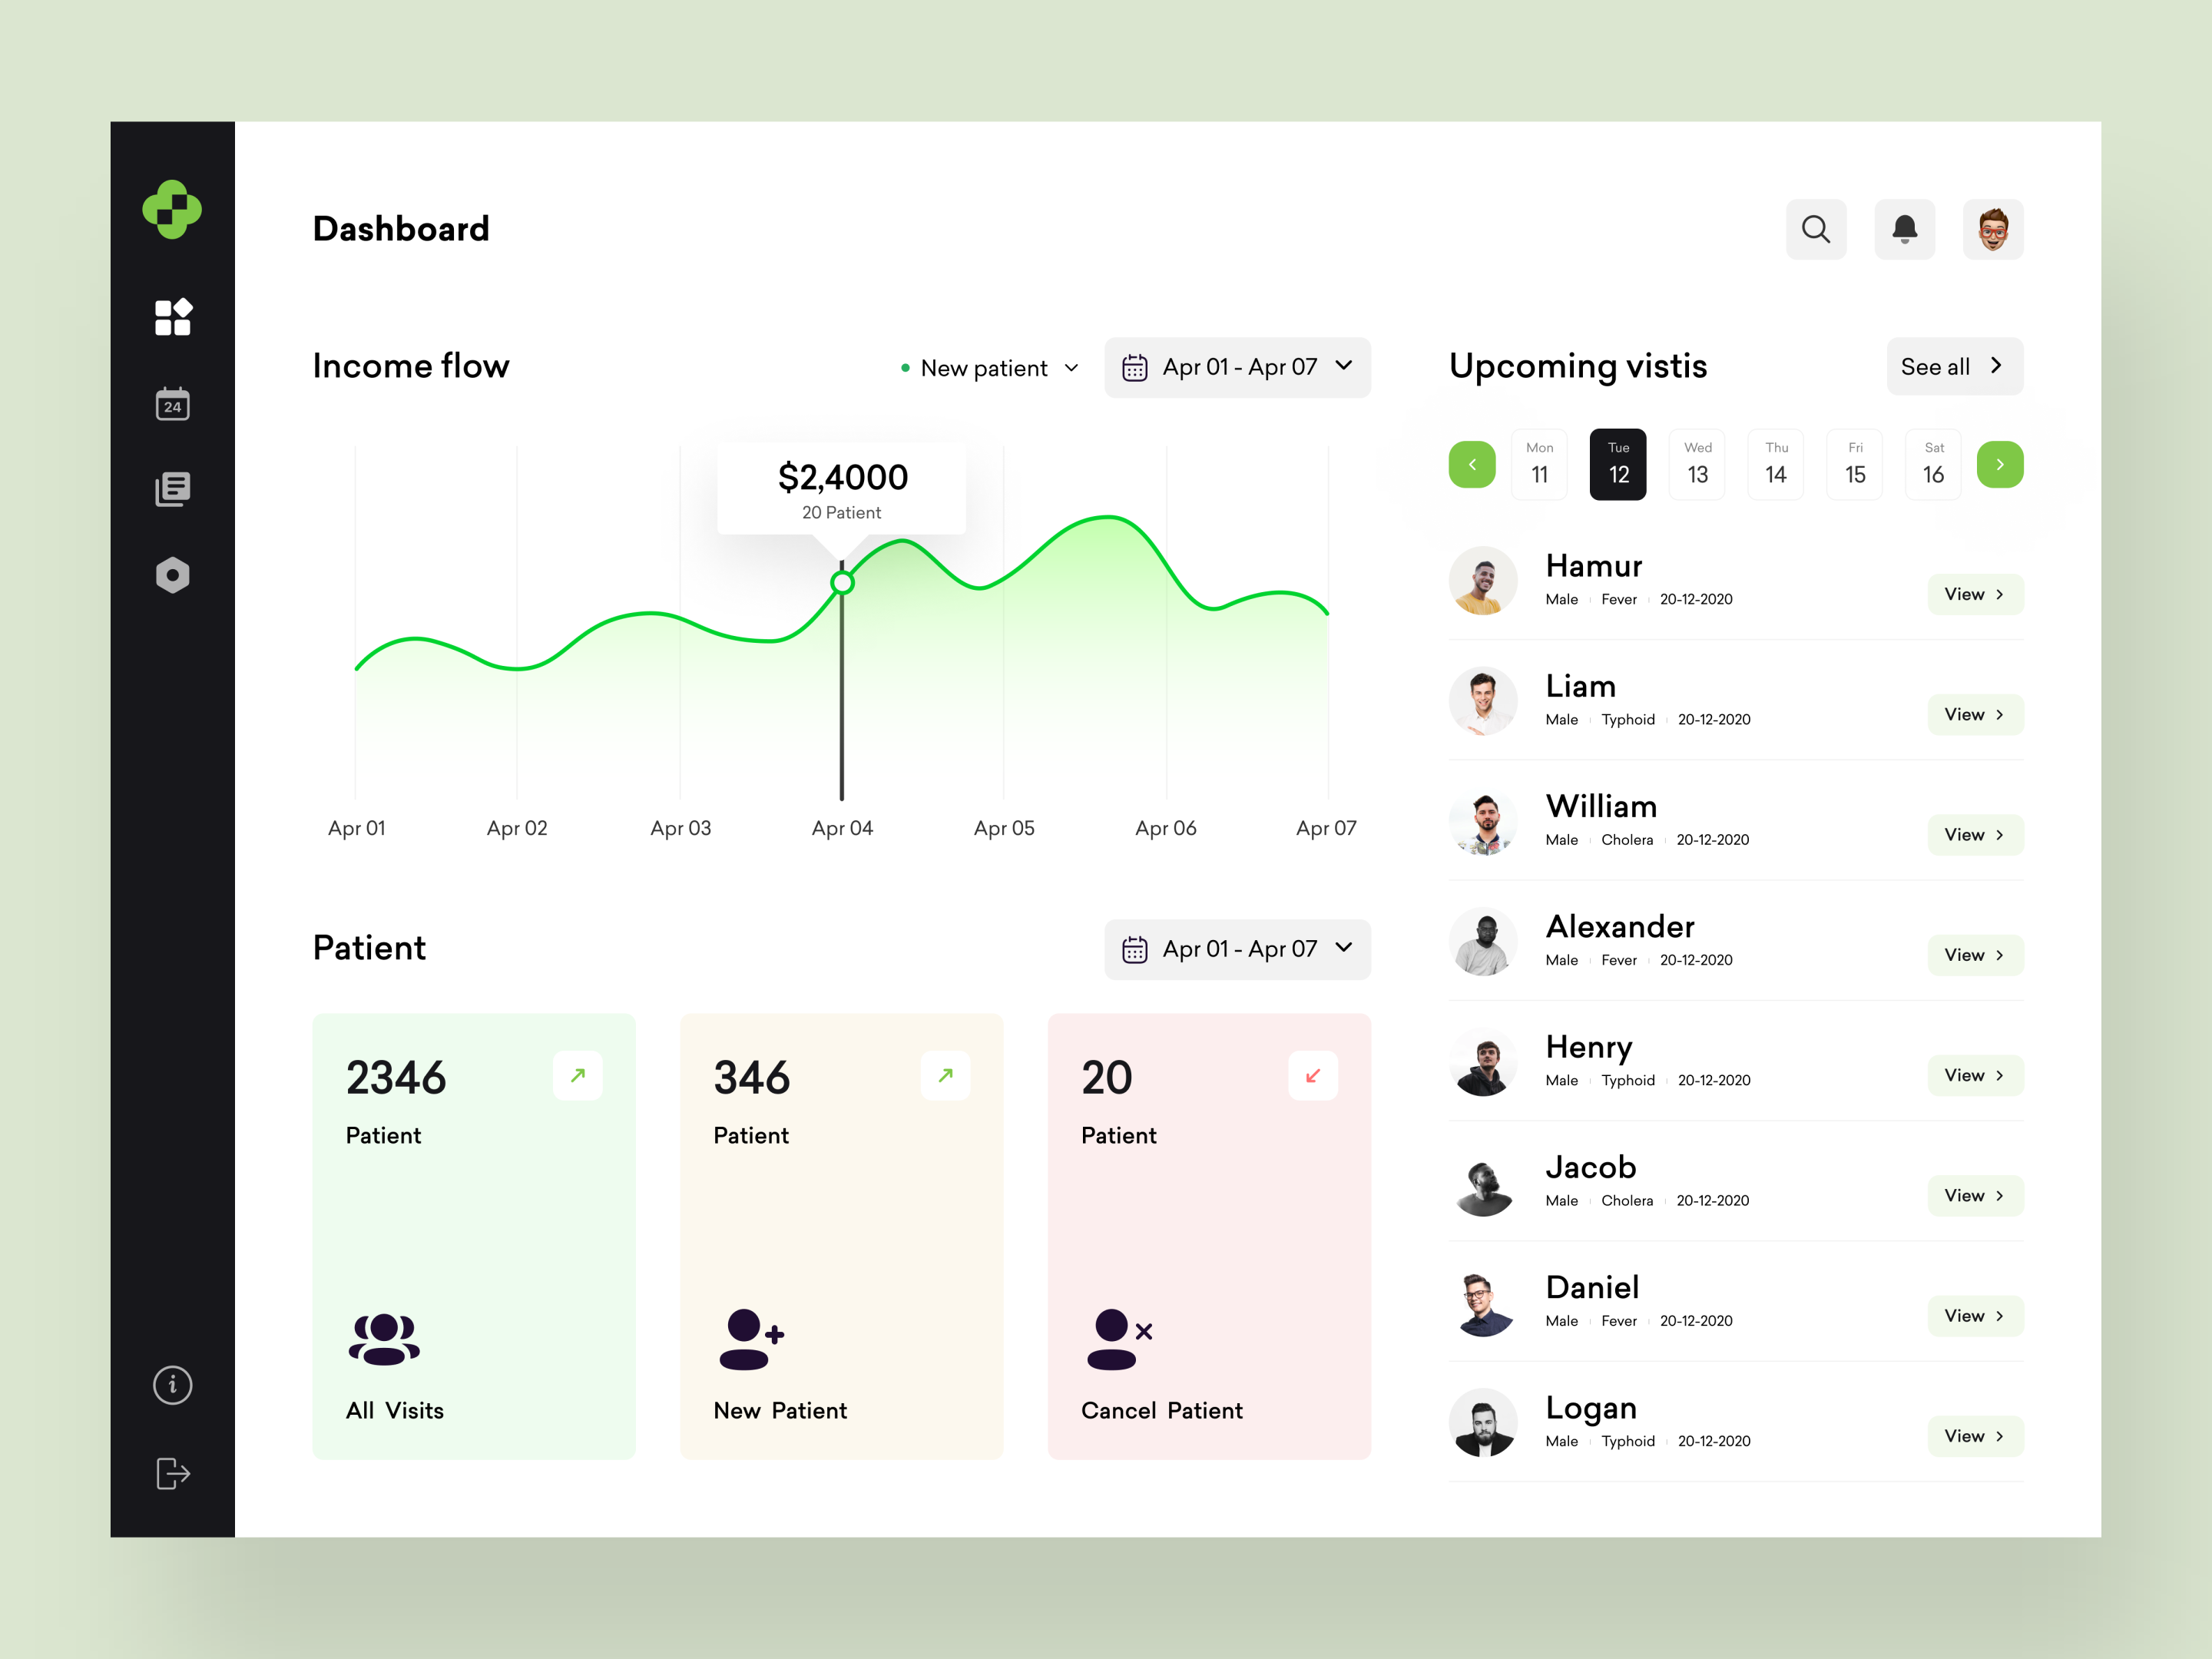 Dashboard
24
Income flow
New patient
Apr 01 - Apr 07
$2,4000
20 Patient
Apr 01 Apr 02 Apr 03 Apr 04 Apr 05 Apr 06 Apr 07
Patient
Apr 01 - Apr 07
2346
Patient
All Visits
346
Patient
New Patient
20
Patient
Cancel Patient
Upcoming vistis
See all
Mon Tue Wed Thu Fri Sat
11 12 13 14 15 16
Hamur
Male Fever 20-12-2020
View
Liam
Male Typhoid 20-12-2020
View
William
Male Cholera 20-12-2020
View
Alexander
Male Fever 20-12-2020
View
Henry
Male Typhoid 20-12-2020
View
Jacob
Male Cholera 20-12-2020
View
Daniel
Male Fever 20-12-2020
View
Logan
Male Typhoid 20-12-2020
View
i